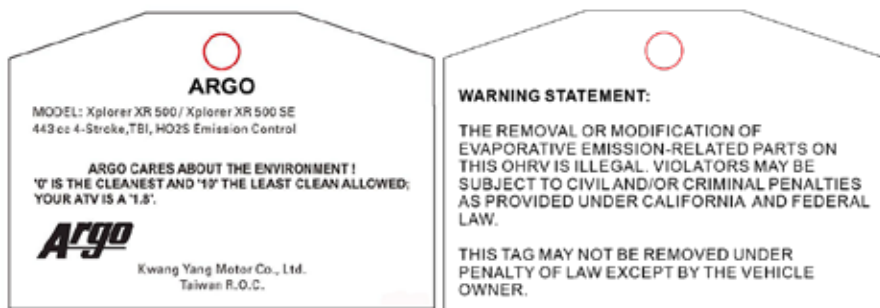 ARGO
MODEL: Xplorer XR 500 / Xplorer XR 500 SE
443 cc 4-Stroke,TBI, HO2S Emission Control
ARGO CARES ABOUT THE ENVIRONMENT !
"0" IS THE CLEANEST AND "10" THE LEAST CLEAN ALLOWED;
YOUR ATV IS A "1.8".
Argo
Kwang Yang Motor Co., Ltd.
Taiwan R.O.C.
WARNING STATEMENT:
THE REMOVAL OR MODIFICATION OF
EVAPORATIVE EMISSION-RELATED PARTS ON
THIS OHRV IS ILLEGAL. VIOLATORS MAY BE
SUBJECT TO CIVIL AND/OR CRIMINAL PENALTIES
AS PROVIDED UNDER CALIFORNIA AND FEDERAL
LAW.
THIS TAG MAY NOT BE REMOVED UNDER
PENALTY OF LAW EXCEPT BY THE VEHICLE
OWNER.